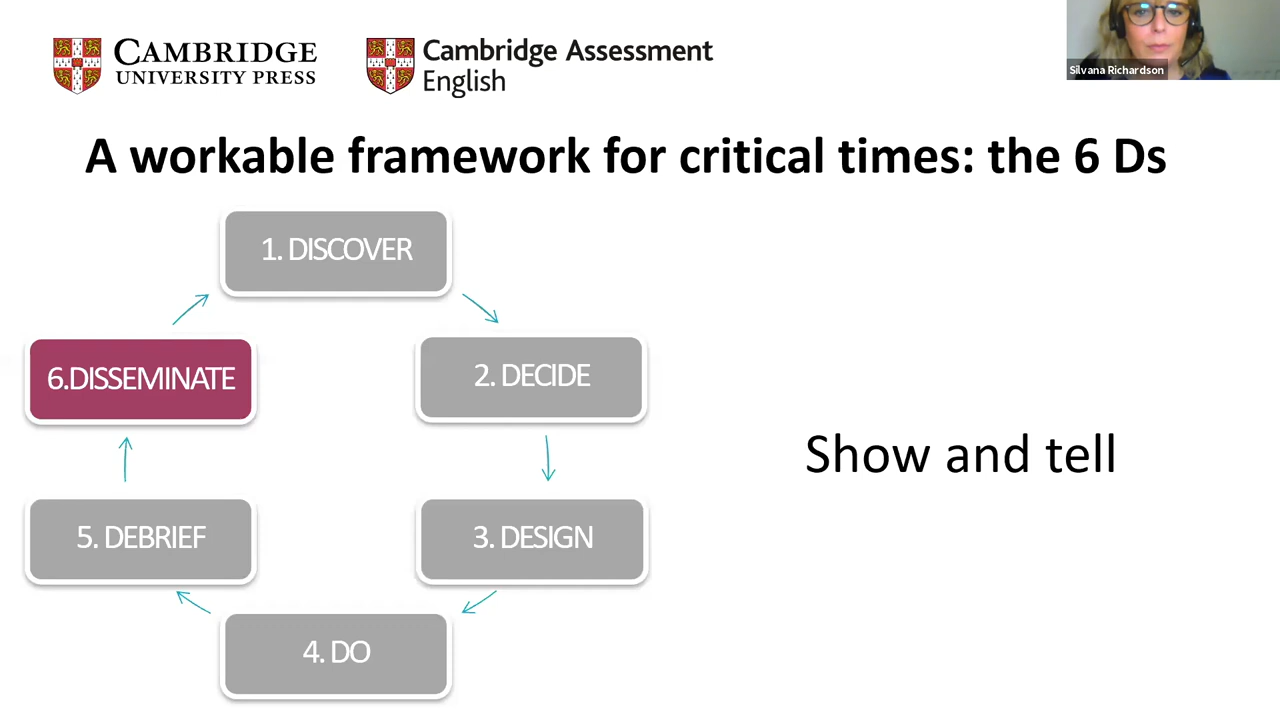 CAMBRIDGE
UNIVERSITY PRESS
Cambridge Assessment
English
Silvana Richardson
A workable framework for critical times: the 6 Ds
1. DISCOVER
6.DISSEMINATE
2. DECIDE
Show and tell
5. DEBRIEF
3. DESIGN
4. DO